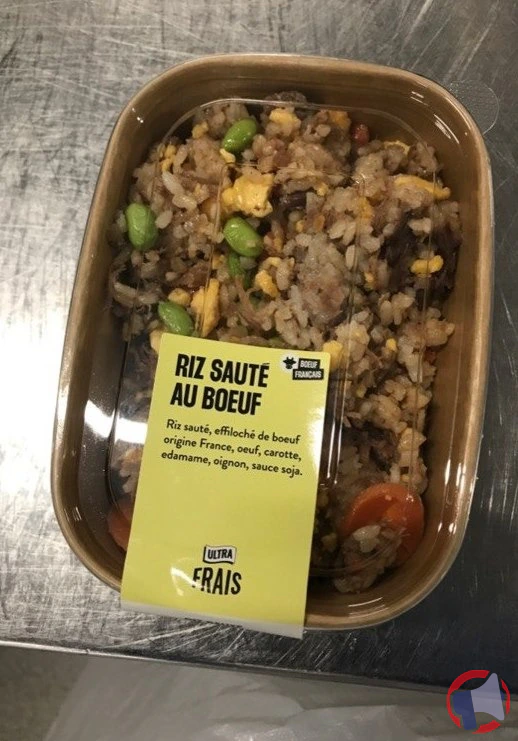 RIZ SAUTÉ
AU BOEUF
BOEUF
FRANÇAIS
Riz sauté, effiloché de boeuf
origine France, oeuf, carotte,
edamame, oignon, sauce soja.
ULTRA
FRAIS